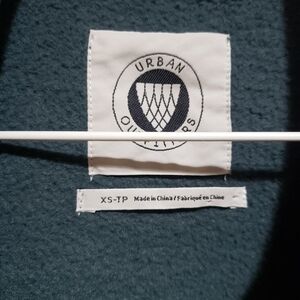 URBAN
OUTFITTERS
XS-TP Made in China / Fabriqué en Chine